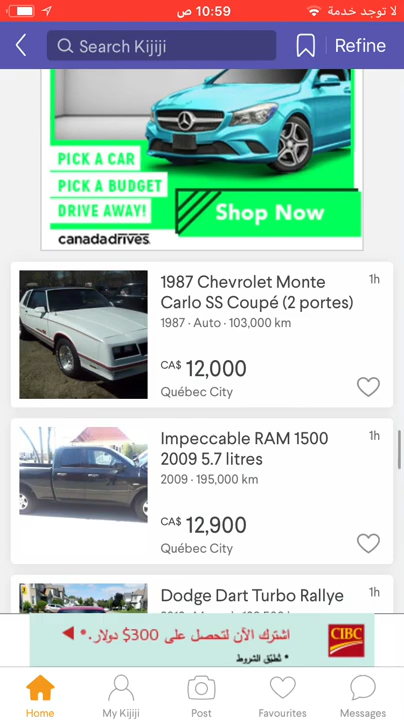 10:59 ص
لا توجد خدمة
Search Kijiji
Refine
PICK A CAR
PICK A BUDGET
DRIVE AWAY!
Shop Now
canadadrives
1987 Chevrolet Monte
Carlo SS Coupé (2 portes)
1h
1987 · Auto · 103,000 km
CA$ 12,000
Québec City
Impeccable RAM 1500
2009 5.7 litres
1h
2009 · 195,000 km
CA$ 12,900
Québec City
Dodge Dart Turbo Rallye
1h
اشترك الآن لتحصل على 300$ دولار.*
* تُطبّق الشروط
CIBC
Home
My Kijiji
Post
Favourites
Messages